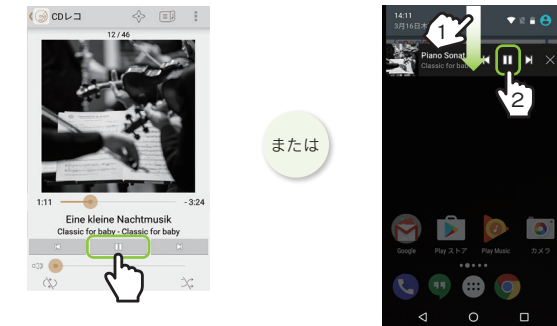 CDレコ
12 / 46
1:11
- 3:24
Eine kleine Nachtmusik
Classic for baby - Classic for baby
または
14:11
3月16日木
1
Piano Sonat
Classic for bab
2
Google
Play ストア
Play Music
カメラ